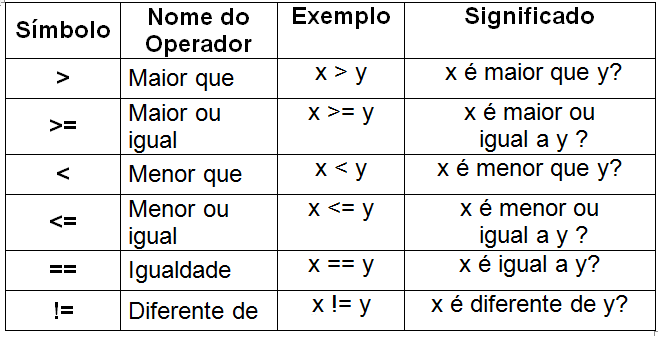 Símbolo Nome do Operador Exemplo Significado
> Maior que x > y x é maior que y?
>= Maior ou igual x >= y x é maior ou igual a y ?
< Menor que x < y x é menor que y?
<= Menor ou igual x <= y x é menor ou igual a y ?
== Igualdade x == y x é igual a y?
!= Diferente de x != y x é diferente de y?